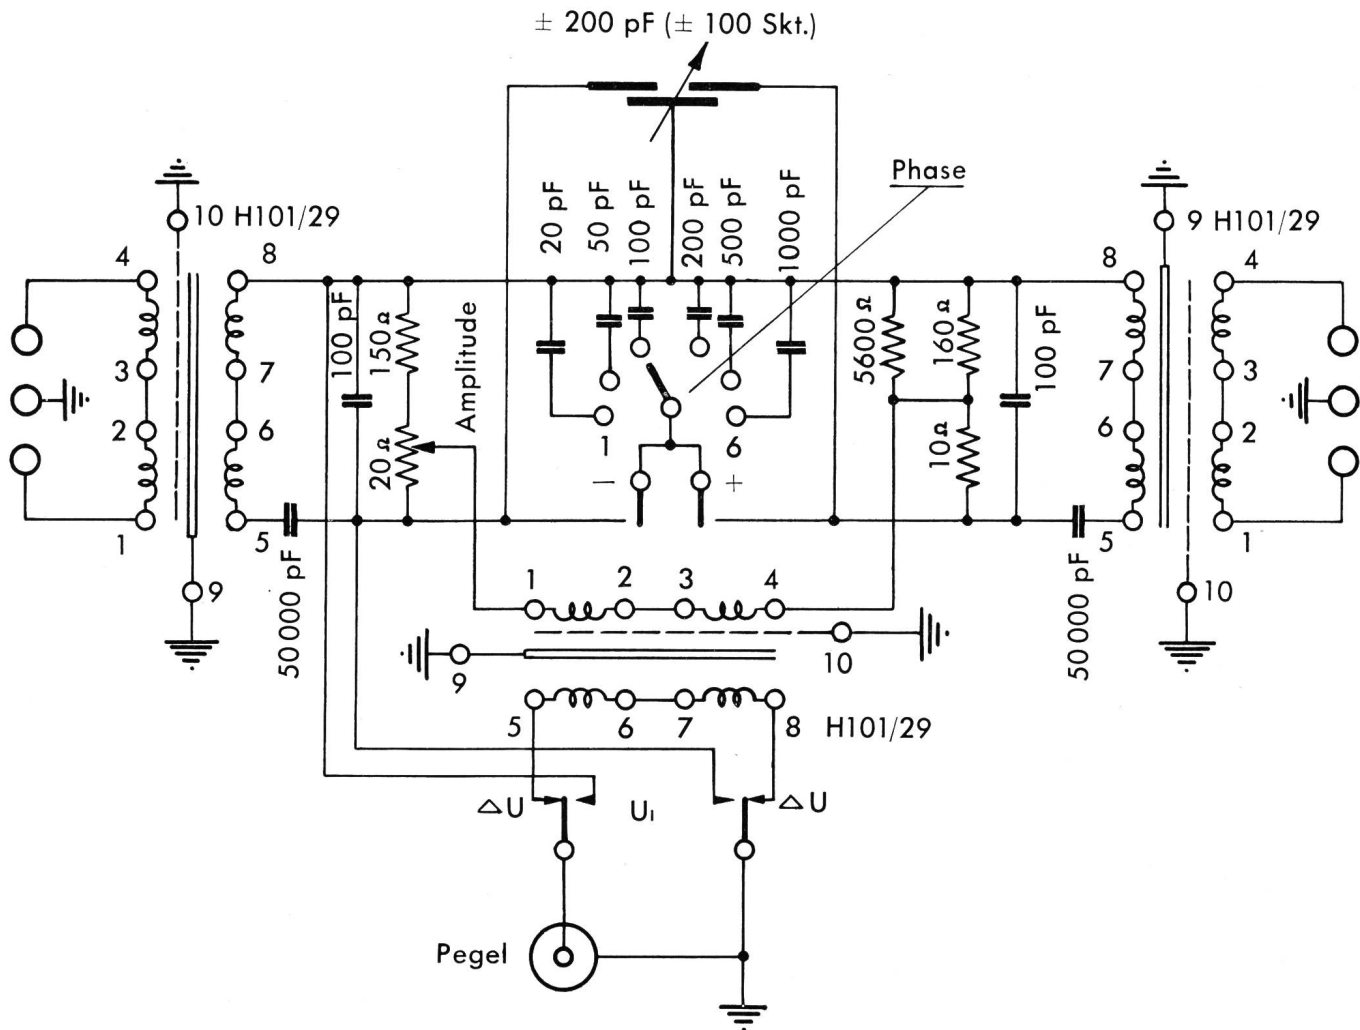 ± 200 pF (± 100 Skt.)
Phase
20 pF
50 pF
100 pF
200 pF
500 pF
1000 pF
10 H101/29
9 H101/29
4
8
8
4
100 pF
150 Ω
Amplitude
5600 Ω
160 Ω
100 pF
3
7
7
3
2
6
6
2
20 Ω
1
6
10 Ω
− +
1
5
5
1
50 000 pF
50 000 pF
9
10
1
2
3
4
9
10
5
6
7
8 H101/29
△U
U₁
△U
Pegel